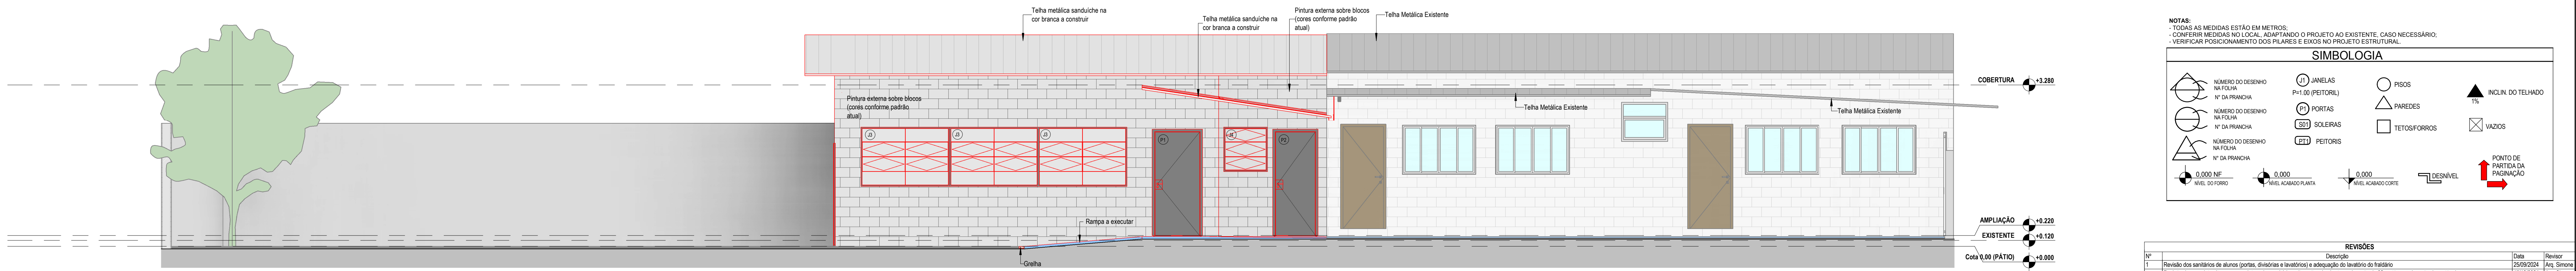 Telha metálica sanduíche na
cor branca a construir
Telha metálica sanduíche na
cor branca a construir
Pintura externa sobre blocos
(cores conforme padrão
atual)
Telha Metálica Existente
Pintura externa sobre blocos
(cores conforme padrão
atual)
Telha Metálica Existente
Telha Metálica Existente
J3
J3
J3
P1
J4
P2
Rampa a executar
Grelha
COBERTURA +3.280
AMPLIAÇÃO +0.220
EXISTENTE +0.120
Cota 0,00 (PÁTIO) +0.000
NOTAS:
- TODAS AS MEDIDAS ESTÃO EM METROS;
- CONFERIR MEDIDAS NO LOCAL, ADAPTANDO O PROJETO AO EXISTENTE, CASO NECESSÁRIO;
- VERIFICAR POSICIONAMENTO DOS PILARES E EIXOS NO PROJETO ESTRUTURAL.
SIMBOLOGIA
NÚMERO DO DESENHO
NA FOLHA
N° DA PRANCHA
NÚMERO DO DESENHO
NA FOLHA
N° DA PRANCHA
NÚMERO DO DESENHO
NA FOLHA
N° DA PRANCHA
J1 JANELAS
P=1.00 (PEITORIL)
P1 PORTAS
S01 SOLEIRAS
PT1 PEITORIS
PISOS
PAREDES
TETOS/FORROS
1%
INCLIN. DO TELHADO
VAZIOS
0,000 NF
NÍVEL DO FORRO
0,000
NÍVEL ACABADO PLANTA
0,000
NÍVEL ACABADO CORTE
DESNÍVEL
PONTO DE
PARTIDA DA
PAGINAÇÃO
REVISÕES
N° Descrição Data Revisor
1 Revisão dos sanitários de alunos (portas, divisórias e lavatórios) e adequação do lavatório do fraldário 25/09/2024 Arq. Simone